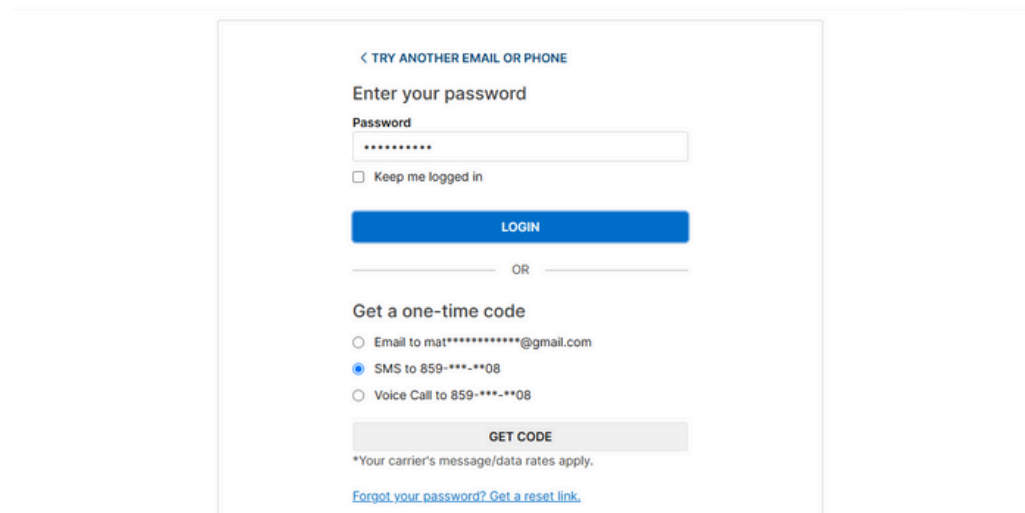 < TRY ANOTHER EMAIL OR PHONE
Enter your password
Password
••••••••••
Keep me logged in
LOGIN
OR
Get a one-time code
Email to mat************@gmail.com
SMS to 859-***-**08
Voice Call to 859-***-**08
GET CODE
*Your carrier's message/data rates apply.
Forgot your password? Get a reset link.